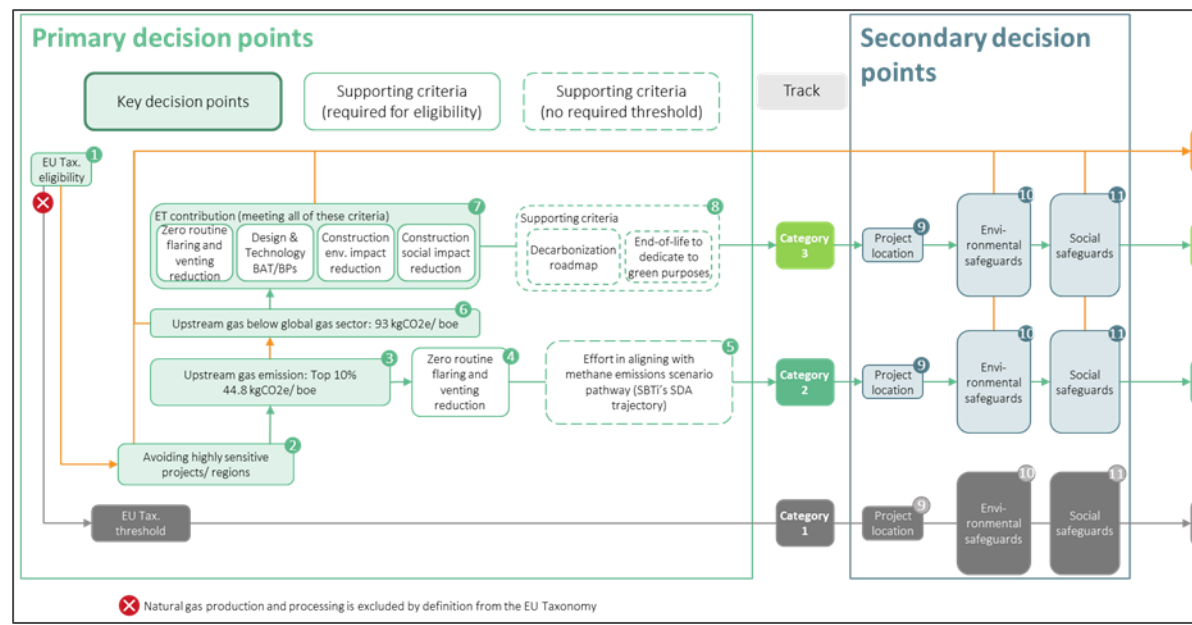 Primary decision points
Secondary decision
points
Key decision points
Supporting criteria
(required for eligibility)
Supporting criteria
(no required threshold)
Track
EU Tax.
eligibility
1
ET contribution (meeting all of these criteria)
7
Zero routine
flaring and
venting
reduction
Design &
Technology
BAT/BPs
Construction
env. impact
reduction
Construction
social impact
reduction
Supporting criteria
8
Decarbonization
roadmap
End-of-life to
dedicate to
green purposes
Category
3
Project
location
9
Envi-
ronmental
safeguards
10
Social
safeguards
11
Upstream gas below global gas sector: 93 kgCO2e/ boe
6
Upstream gas emission: Top 10%
44.8 kgCO2e/ boe
3
Zero routine
flaring and
venting
reduction
4
Effort in aligning with
methane emissions scenario
pathway (SBTi's SDA
trajectory)
5
Category
2
Project
location
9
Envi-
ronmental
safeguards
10
Social
safeguards
11
Avoiding highly sensitive
projects/ regions
2
EU Tax.
threshold
Category
1
Project
location
9
Envi-
ronmental
safeguards
10
Social
safeguards
11
Natural gas production and processing is excluded by definition from the EU Taxonomy